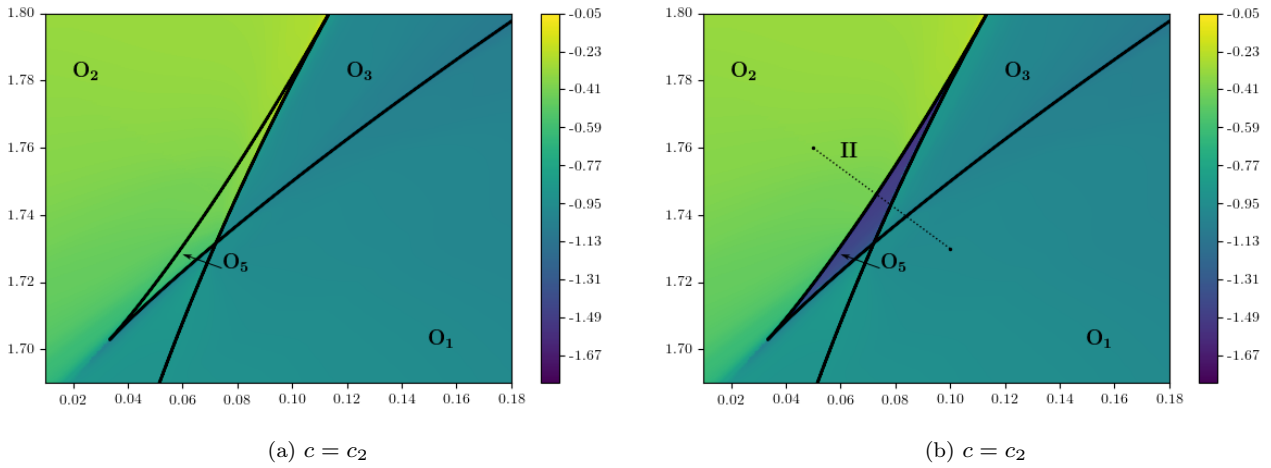 1.80
1.78
1.76
1.74
1.72
1.70
0.02 0.04 0.06 0.08 0.10 0.12 0.14 0.16 0.18
O₂
O₃
O₅
O₁
-0.05
-0.23
-0.41
-0.59
-0.77
-0.95
-1.13
-1.31
-1.49
-1.67
(a) c = c₂
1.80
1.78
1.76
1.74
1.72
1.70
0.02 0.04 0.06 0.08 0.10 0.12 0.14 0.16 0.18
O₂
O₃
II
O₅
O₁
-0.05
-0.23
-0.41
-0.59
-0.77
-0.95
-1.13
-1.31
-1.49
-1.67
(b) c = c₂